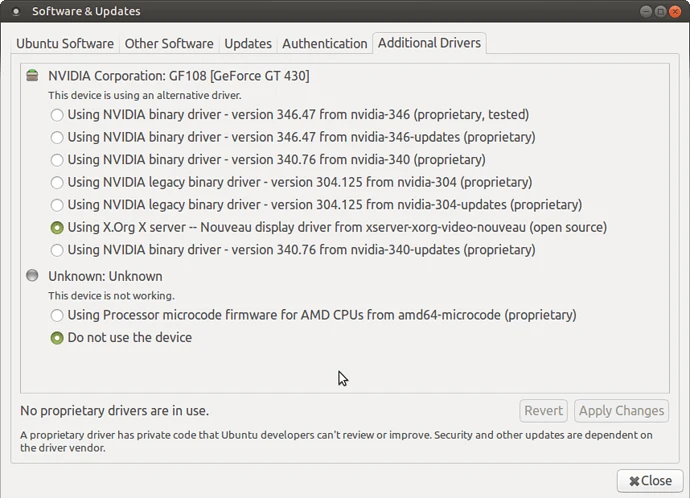 Software & Updates
Ubuntu Software Other Software Updates Authentication Additional Drivers
NVIDIA Corporation: GF108 [GeForce GT 430]
This device is using an alternative driver.
Using NVIDIA binary driver - version 346.47 from nvidia-346 (proprietary, tested)
Using NVIDIA binary driver - version 346.47 from nvidia-346-updates (proprietary)
Using NVIDIA binary driver - version 340.76 from nvidia-340 (proprietary)
Using NVIDIA legacy binary driver - version 304.125 from nvidia-304 (proprietary)
Using NVIDIA legacy binary driver - version 304.125 from nvidia-304-updates (proprietary)
Using X.Org X server -- Nouveau display driver from xserver-xorg-video-nouveau (open source)
Using NVIDIA binary driver - version 340.76 from nvidia-340-updates (proprietary)
Unknown: Unknown
This device is not working.
Using Processor microcode firmware for AMD CPUs from amd64-microcode (proprietary)
Do not use the device
No proprietary drivers are in use.
Revert Apply Changes
A proprietary driver has private code that Ubuntu developers can't review or improve. Security and other updates are dependent on
the driver vendor.
Close